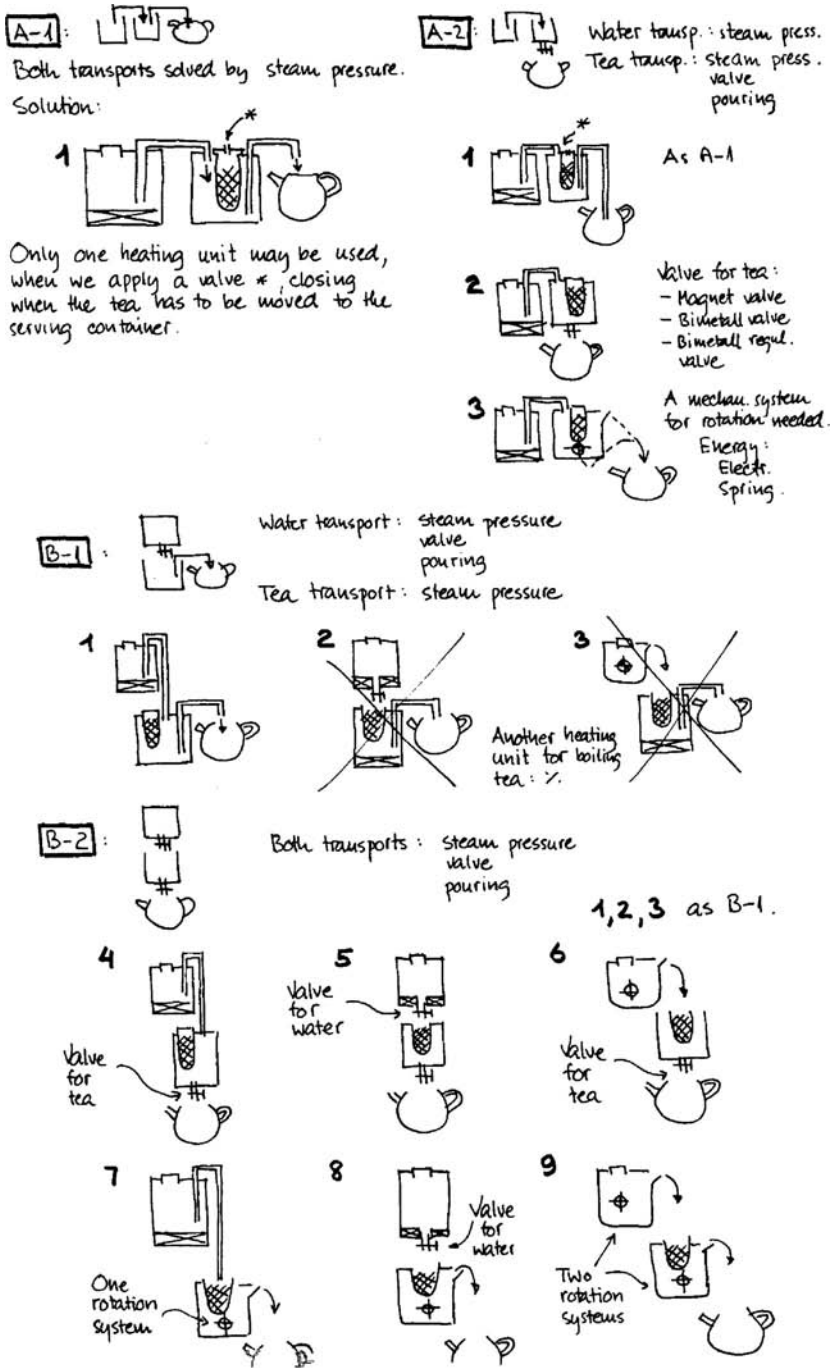 A-1 :
Both transports solved by steam pressure.
Solution:
*
1
Only one heating unit may be used,
when we apply a valve *, closing
when the tea has to be moved to the
serving container.
A-2 :
Water transp.: steam press.
Tea transp.: steam press.
valve
pouring
*
1
As A-1
2
Valve for tea:
- Magnet valve
- Bimetall valve
- Bimetall regul.
valve
3
A mechan. system
for rotation needed.
Energy:
Electr.
Spring.
B-1 :
Water transport: steam pressure
valve
pouring
Tea transport: steam pressure
1
2
3
Another heating
unit for boiling
tea: %.
B-2 :
Both transports: steam pressure
valve
pouring
1, 2, 3 as B-1.
4
Valve
for
tea
5
Valve
for
water
6
Valve
for
tea
7
One
rotation
system
8
Valve
for
water
9
Two
rotation
systems